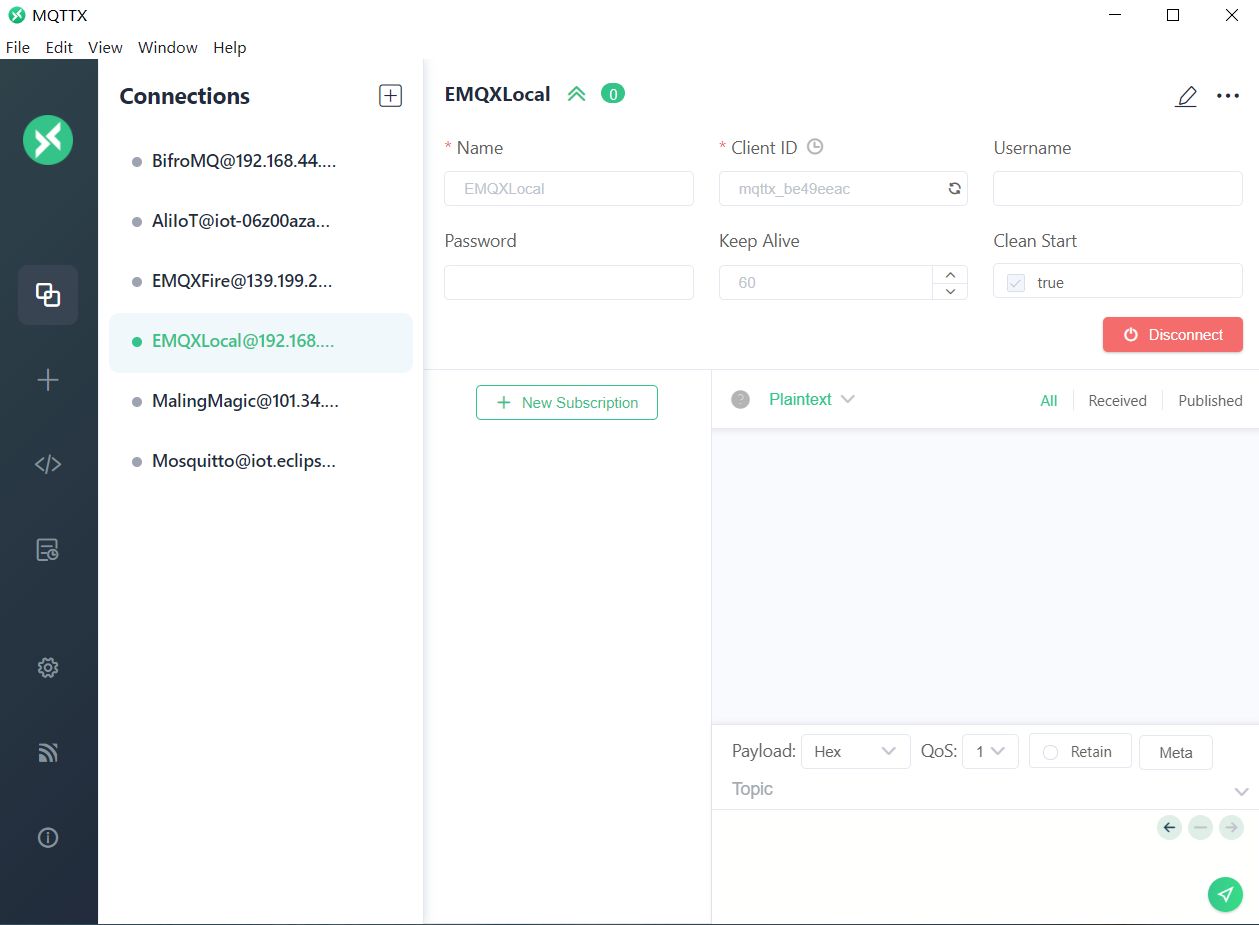 MQTTX
File Edit View Window Help
Connections
BifroMQ@192.168.44....
AliIoT@iot-06z00aza...
EMQXFire@139.199.2...
EMQXLocal@192.168....
MalingMagic@101.34....
Mosquitto@iot.eclips...
EMQXLocal 0
* Name * Client ID Username
EMQXLocal mqttx_be49eeac
Password Keep Alive Clean Start
60 true
Disconnect
+ New Subscription
? Plaintext All Received Published
Payload: Hex QoS: 1 Retain Meta
Topic